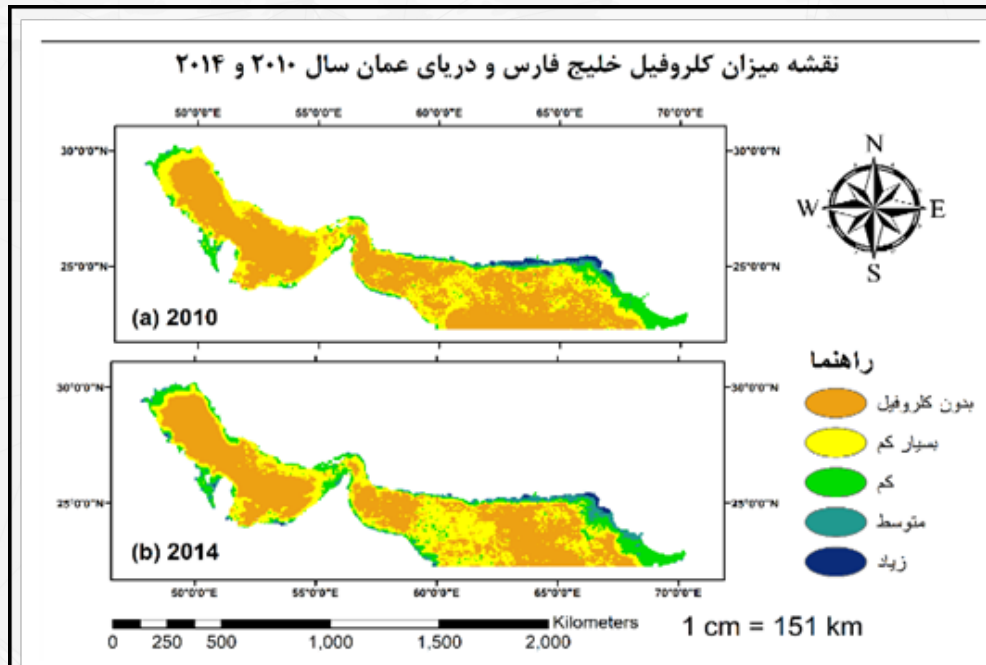 نقشه میزان کلروفیل خلیج فارس و دریای عمان سال ۲۰۱۰ و ۲۰۱۴
50°0'0"E 55°0'0"E 60°0'0"E 65°0'0"E 70°0'0"E
30°0'0"N 30°0'0"N
25°0'0"N 25°0'0"N
(a) 2010
N
W E
S
30°0'0"N 30°0'0"N
25°0'0"N 25°0'0"N
(b) 2014
50°0'0"E 55°0'0"E 60°0'0"E 65°0'0"E 70°0'0"E
راهنما
بدون کلروفیل
بسیار کم
کم
متوسط
زیاد
Kilometers
0 250 500 1,000 1,500 2,000
1 cm = 151 km